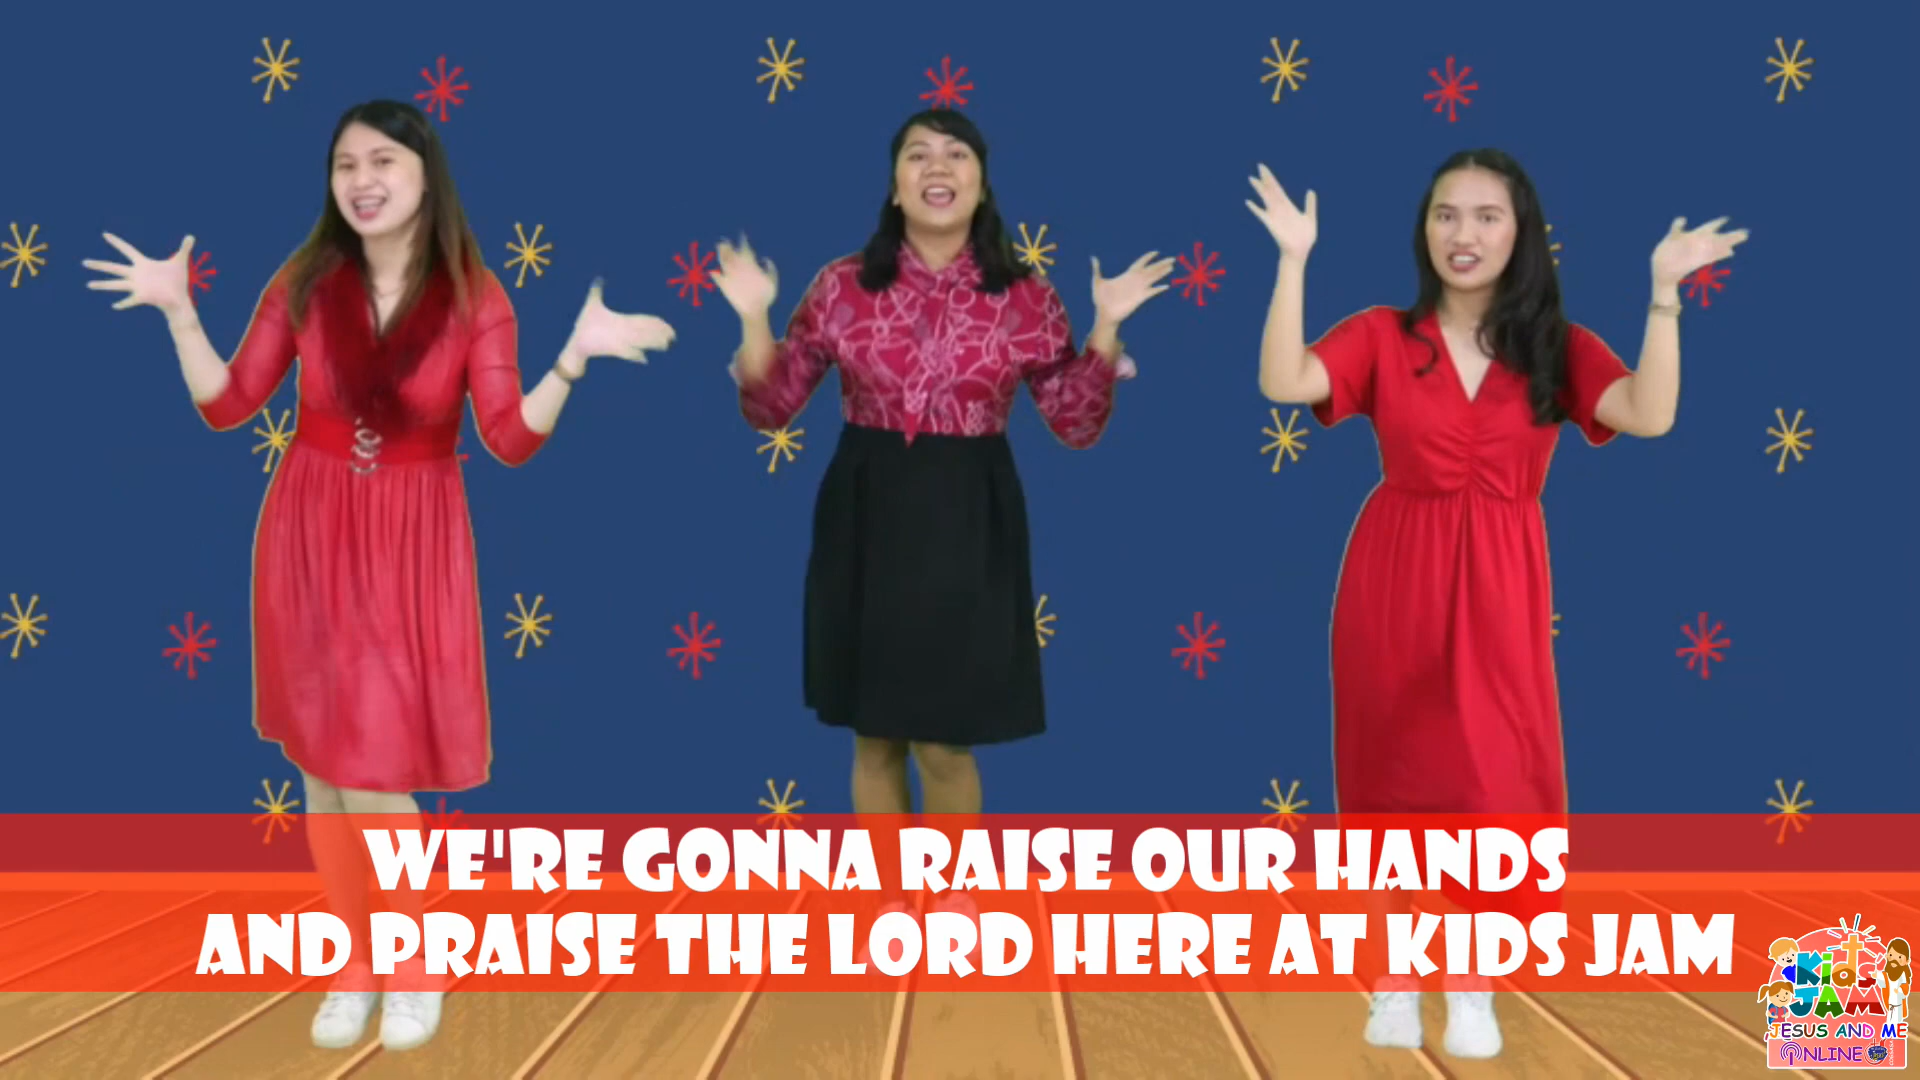 WE'RE GONNA RAISE OUR HANDS
AND PRAISE THE LORD HERE AT KIDS JAM
Kids
JAM
JESUS AND ME
ONLINE